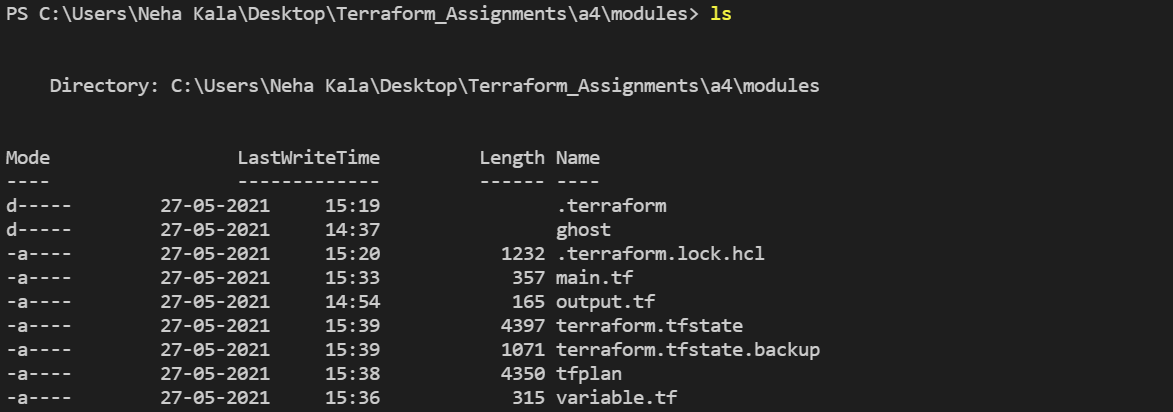 PS C:\Users\Neha Kala\Desktop\Terraform_Assignments\a4\modules> ls
Directory: C:\Users\Neha Kala\Desktop\Terraform_Assignments\a4\modules
Mode                 LastWriteTime         Length Name
----                 -------------         ------ ----
d-----        27-05-2021     15:19                .terraform
d-----        27-05-2021     14:37                ghost
-a----        27-05-2021     15:20           1232 .terraform.lock.hcl
-a----        27-05-2021     15:33            357 main.tf
-a----        27-05-2021     14:54            165 output.tf
-a----        27-05-2021     15:39           4397 terraform.tfstate
-a----        27-05-2021     15:39           1071 terraform.tfstate.backup
-a----        27-05-2021     15:38           4350 tfplan
-a----        27-05-2021     15:36            315 variable.tf